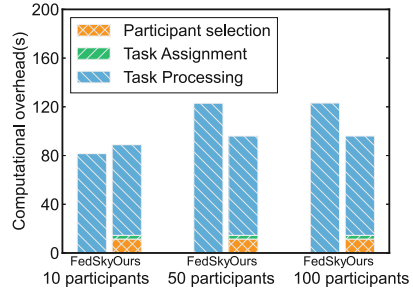 Computational overhead(s)
200
160
120
80
40
0
Participant selection
Task Assignment
Task Processing
FedSkyOurs FedSkyOurs FedSkyOurs
10 participants 50 participants 100 participants